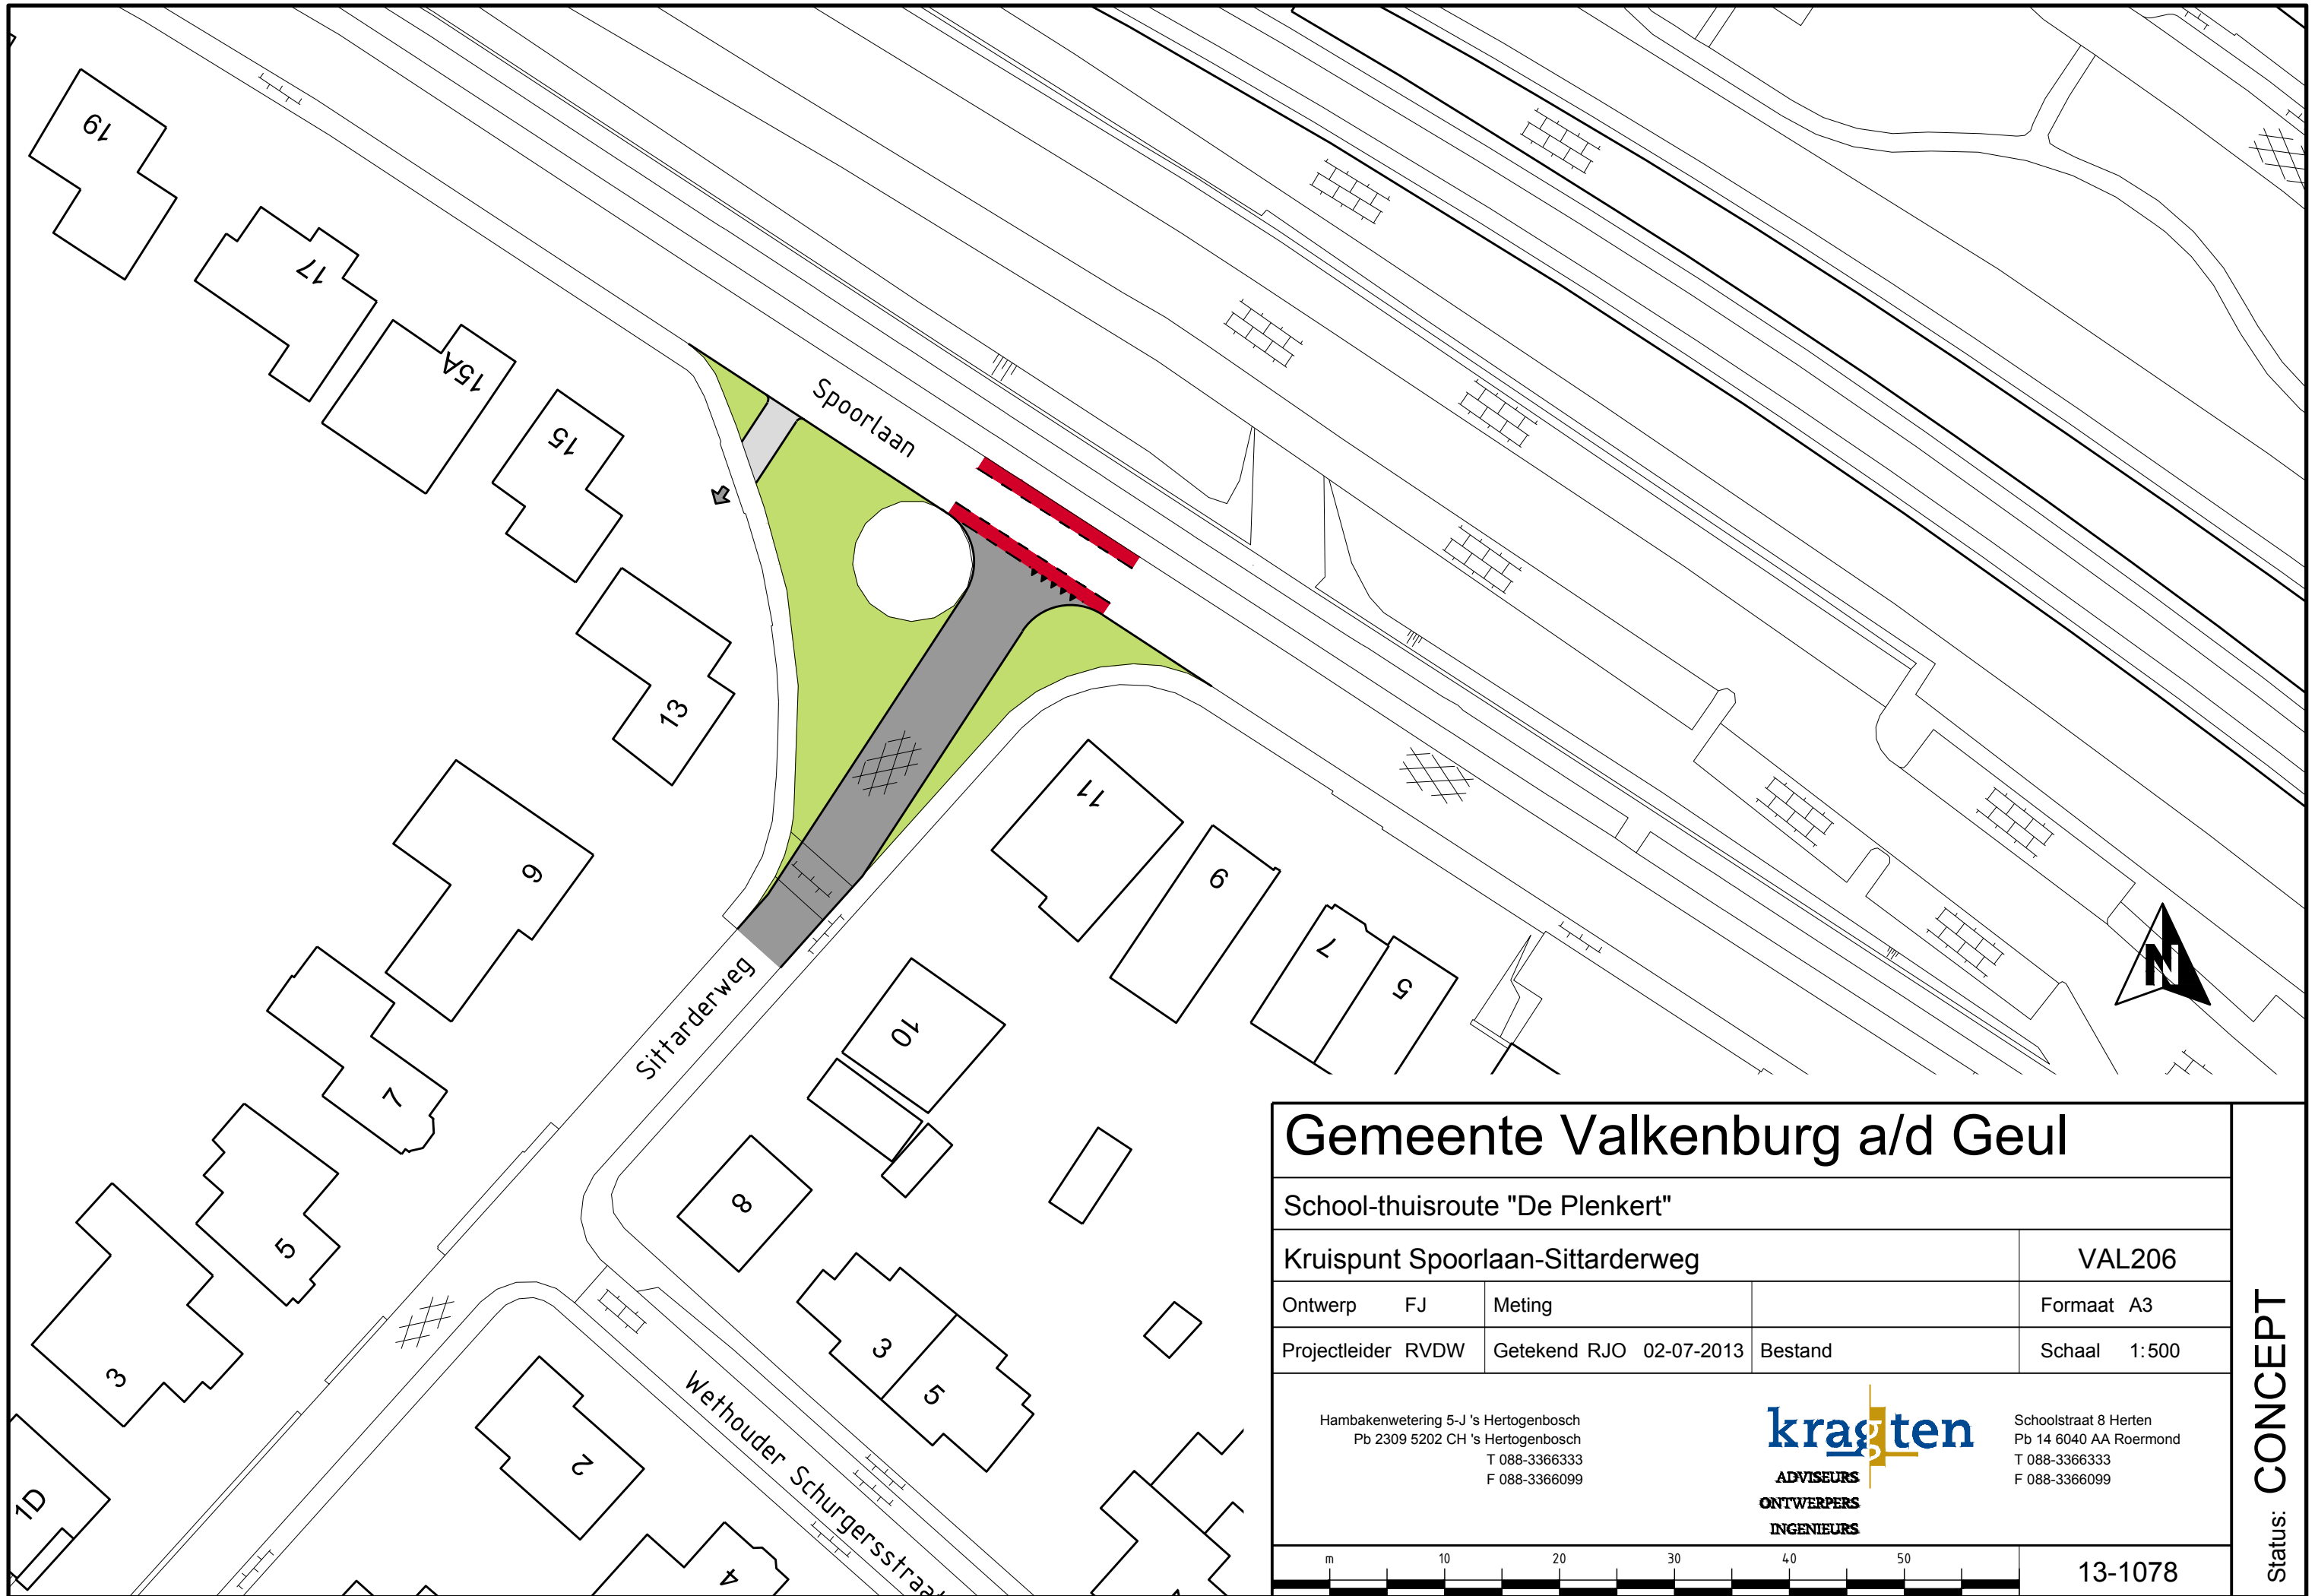 19
17
15A
15
13
Spoorlaan
9
7
5
3
1D
Sittarderweg
11
9
7
5
10
8
3
5
2
4
Wethouder Schurgersstraat
N
Gemeente Valkenburg a/d Geul
School-thuisroute "De Plenkert"
Kruispunt Spoorlaan-Sittarderweg VAL206
Ontwerp FJ Meting Formaat A3
Projectleider RVDW Getekend RJO 02-07-2013 Bestand Schaal 1:500
Hambakenwetering 5-J 's Hertogenbosch
Pb 2309 5202 CH 's Hertogenbosch
T 088-3366333
F 088-3366099
kragten
ADVISEURS
ONTWERPERS
INGENIEURS
Schoolstraat 8 Herten
Pb 14 6040 AA Roermond
T 088-3366333
F 088-3366099
m 10 20 30 40 50
13-1078
Status: CONCEPT